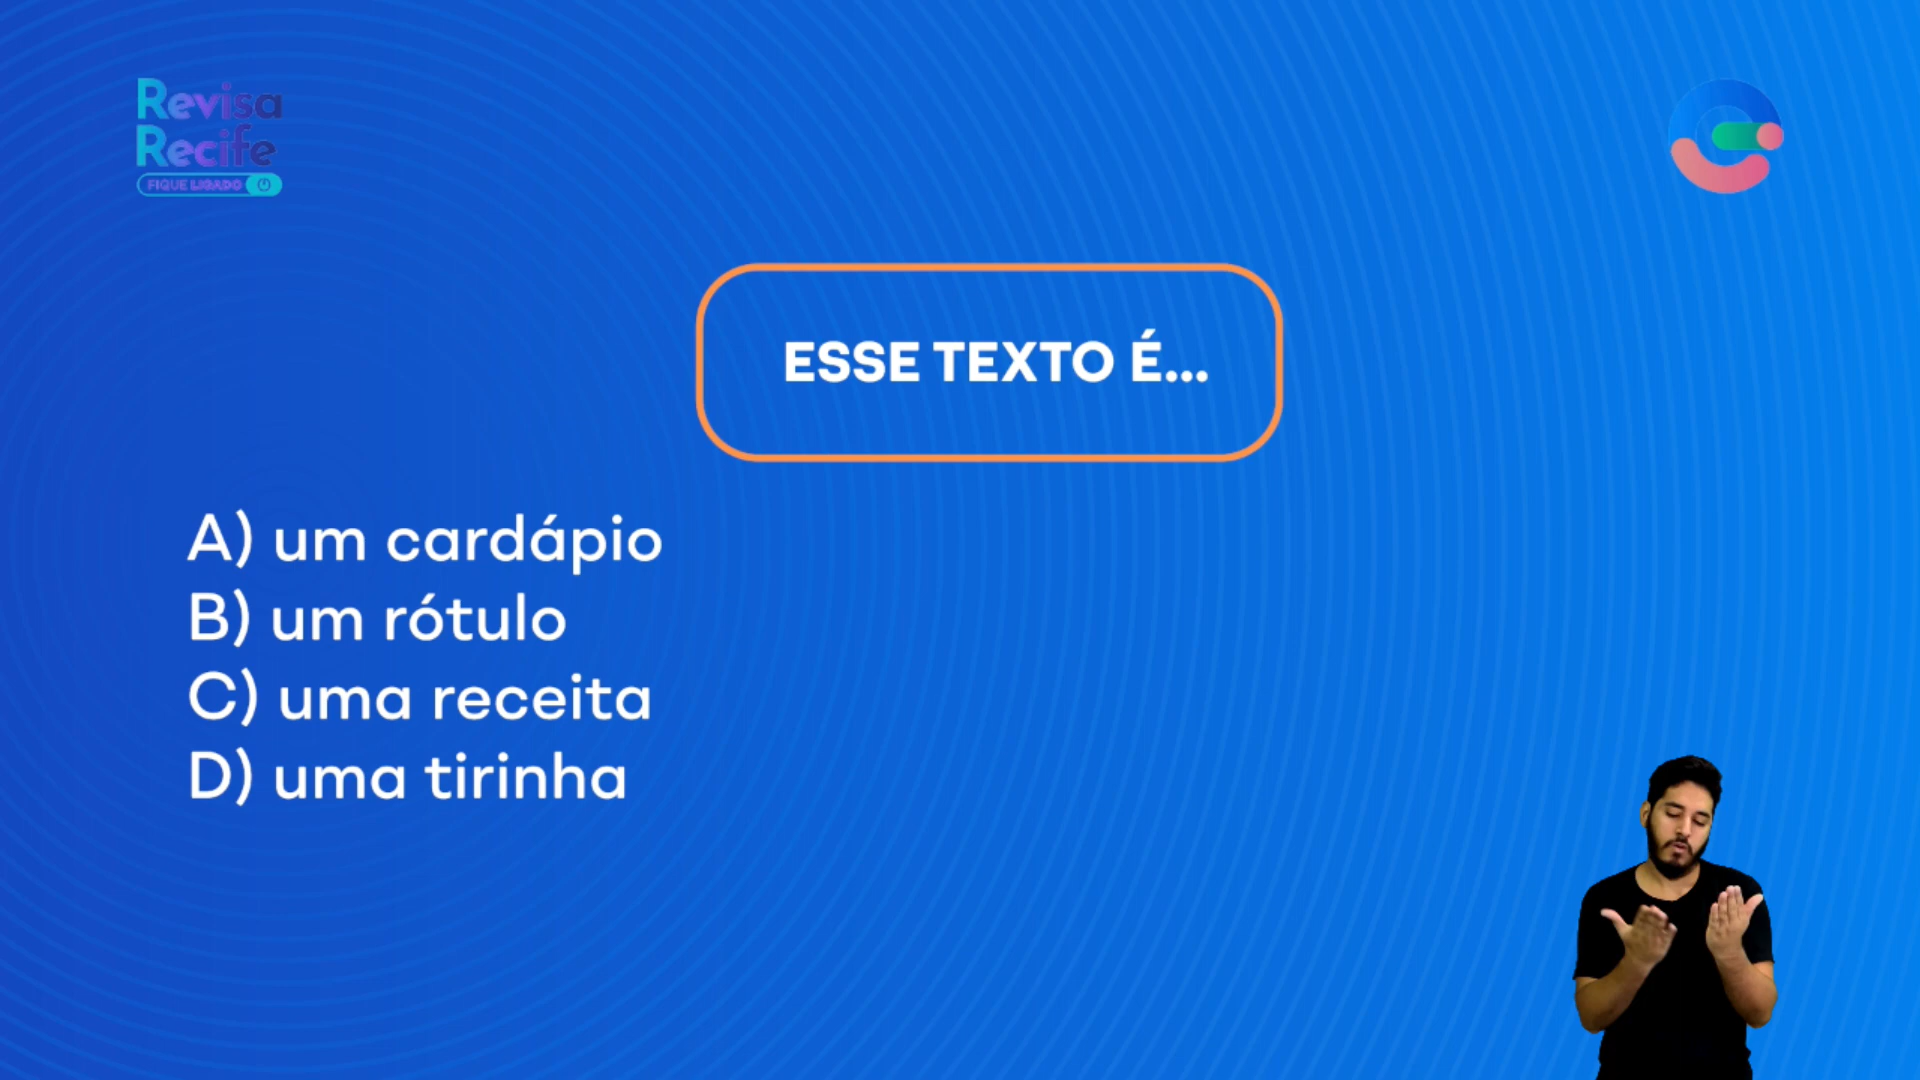 Revisa
Recife
FIQUE LIGADO
ESSE TEXTO É...
A) um cardápio
B) um rótulo
C) uma receita
D) uma tirinha